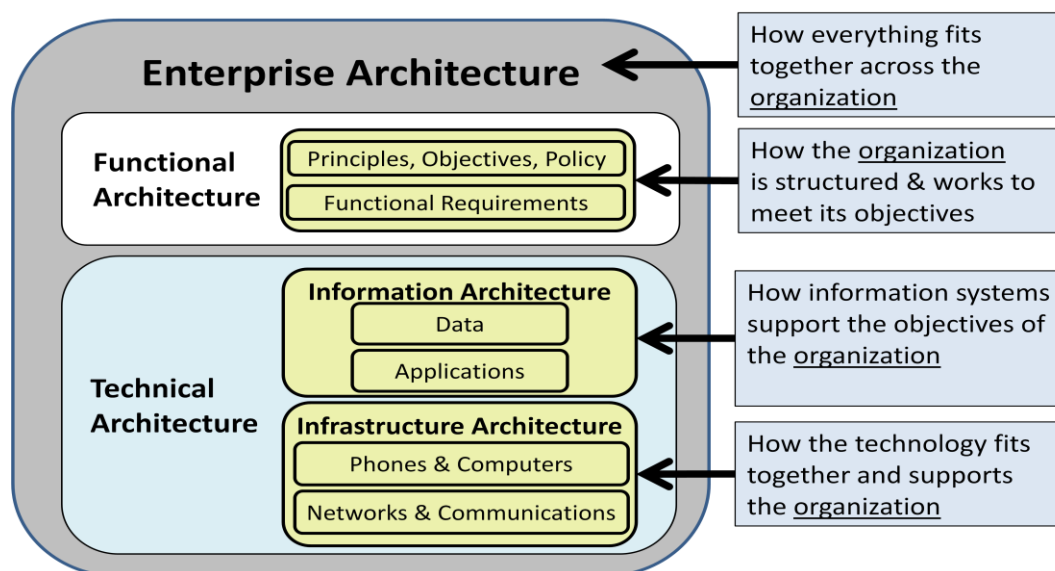 Enterprise Architecture
How everything fits
together across the
organization
Functional
Architecture
Principles, Objectives, Policy
Functional Requirements
How the organization
is structured & works to
meet its objectives
Technical
Architecture
Information Architecture
Data
Applications
How information systems
support the objectives of
the organization
Infrastructure Architecture
Phones & Computers
Networks & Communications
How the technology fits
together and supports
the organization